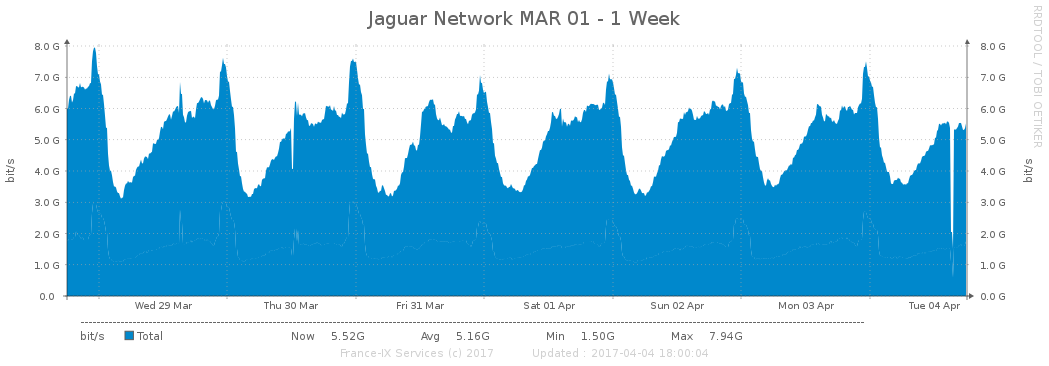 Jaguar Network MAR 01 - 1 Week
RRDTOOL / TOBI OETIKER
bit/s
8.0 G 8.0 G
7.0 G 7.0 G
6.0 G 6.0 G
5.0 G 5.0 G
4.0 G 4.0 G
3.0 G 3.0 G
2.0 G 2.0 G
1.0 G 1.0 G
0.0 0.0 G
bit/s
Wed 29 Mar Thu 30 Mar Fri 31 Mar Sat 01 Apr Sun 02 Apr Mon 03 Apr Tue 04 Apr
bit/s Total Now 5.52G Avg 5.16G Min 1.50G Max 7.94G
France-IX Services (c) 2017 Updated : 2017-04-04 18:00:04